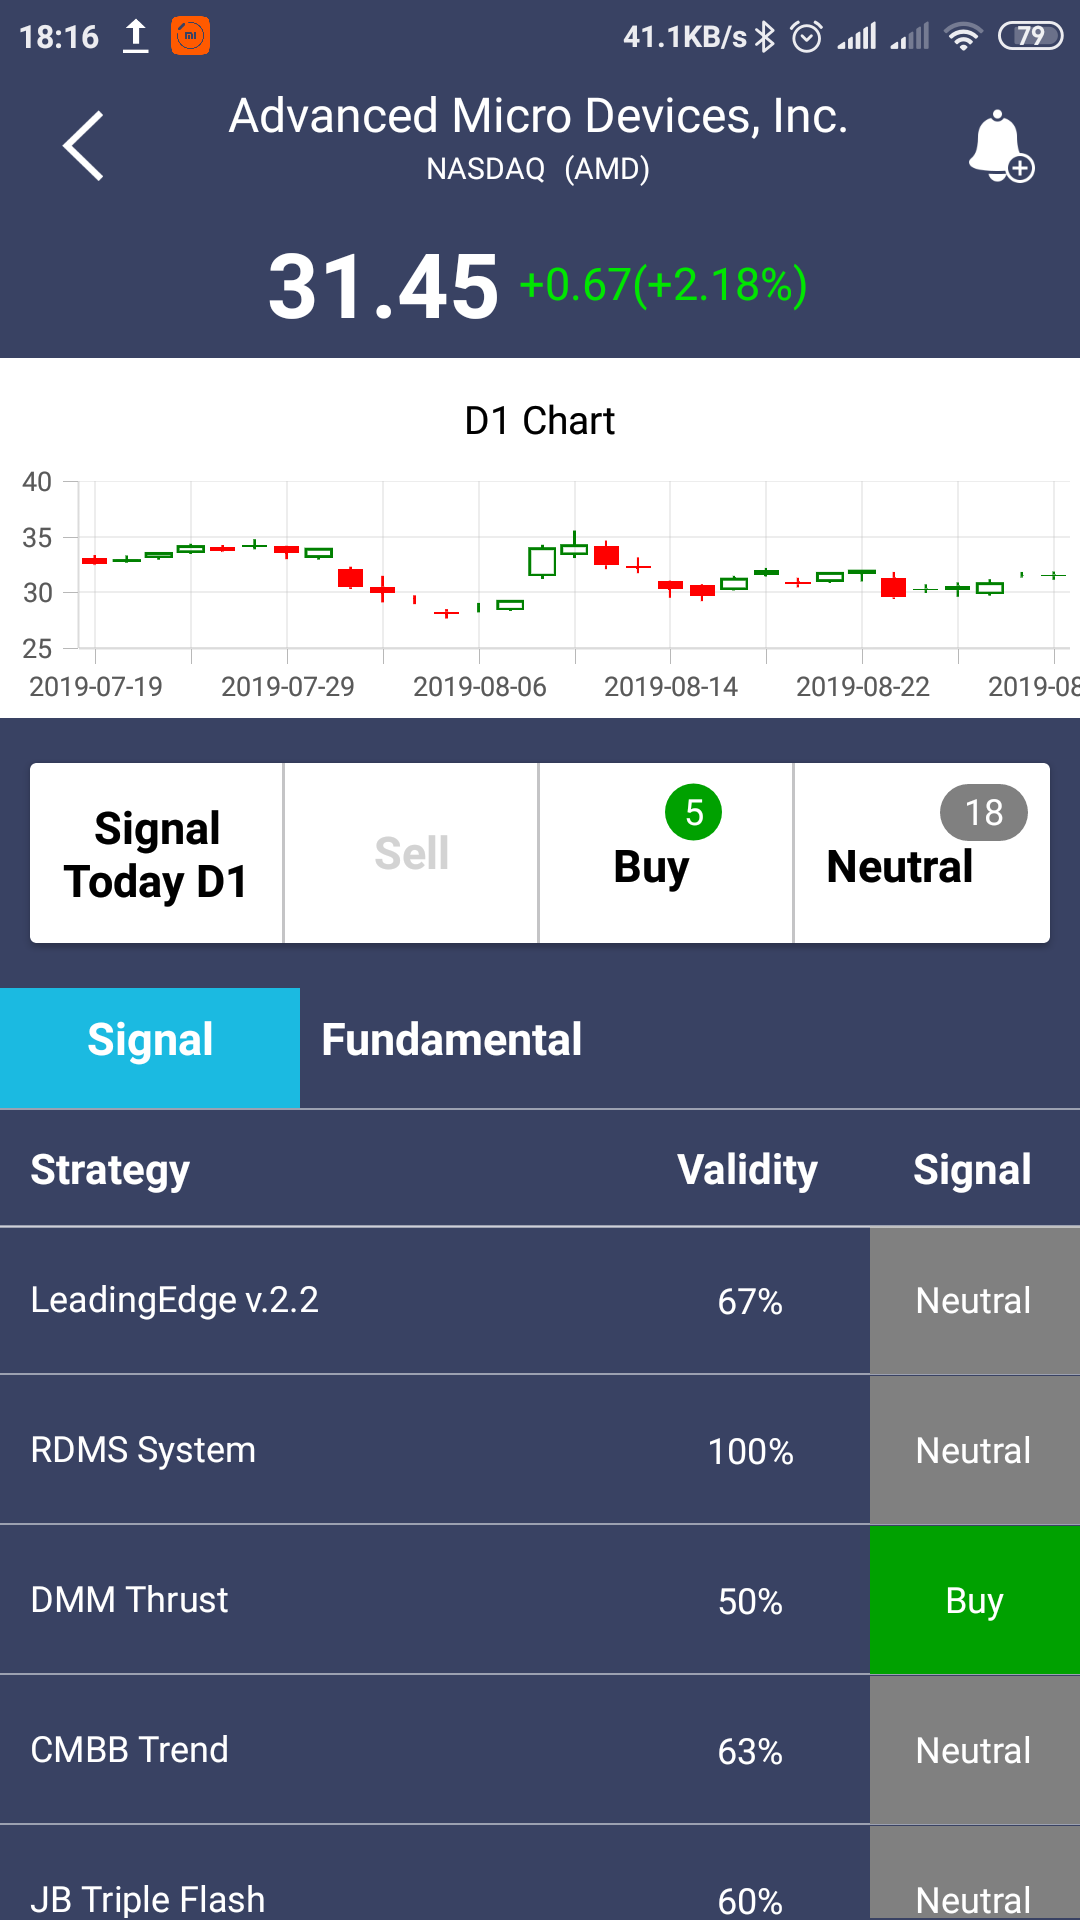 18:16 41.1KB/s 79
Advanced Micro Devices, Inc.
NASDAQ (AMD)
31.45 +0.67(+2.18%)
D1 Chart
40
35
30
25
2019-07-19 2019-07-29 2019-08-06 2019-08-14 2019-08-22 2019-08
Signal Today D1
Sell
5
Buy
18
Neutral
Signal Fundamental
Strategy Validity Signal
LeadingEdge v.2.2 67% Neutral
RDMS System 100% Neutral
DMM Thrust 50% Buy
CMBB Trend 63% Neutral
JB Triple Flash 60% Neutral